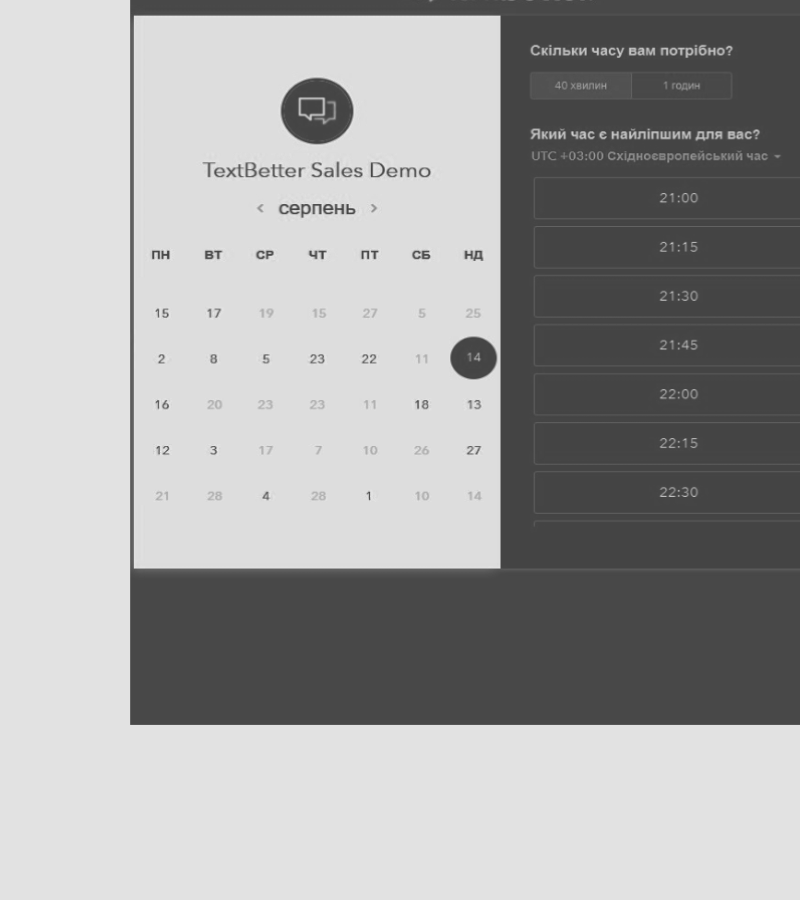 TextBetter Sales Demo
< серпень >
ПН ВТ СР ЧТ ПТ СБ НД
15 17 19 15 27 5 25
2 8 5 23 22 11 14
16 20 23 23 11 18 13
12 3 17 7 10 26 27
21 28 4 28 1 10 14
Скільки часу вам потрібно?
40 хвилин 1 годин
Який час є найліпшим для вас?
UTC +03:00 Східноєвропейський час
21:00
21:15
21:30
21:45
22:00
22:15
22:30